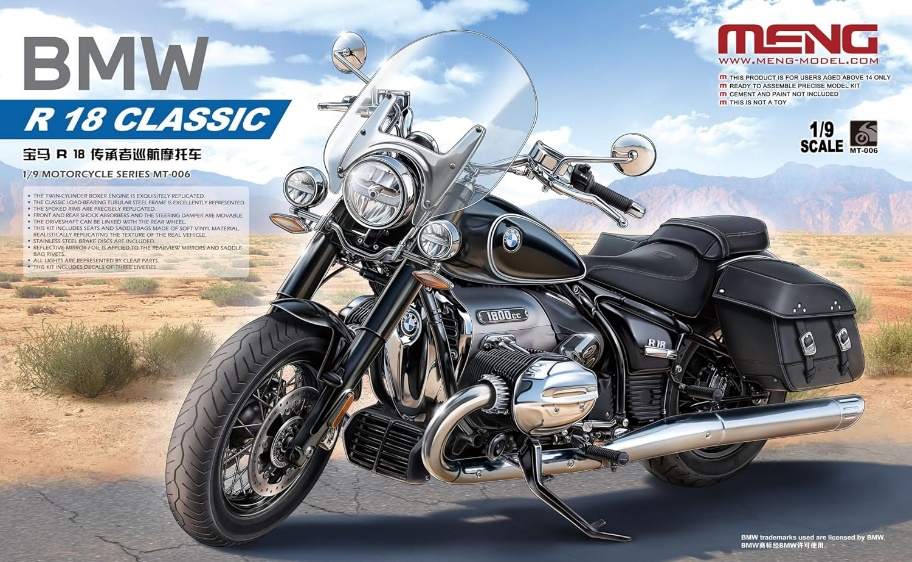 BMW
R 18 CLASSIC
宝马 R 18 传承者巡航摩托车
1/9 MOTORCYCLE SERIES MT-006
THE TWIN-CYLINDER BOXER ENGINE IS EXQUISITELY REPLICATED.
THE CLASSIC LOAD-BEARING TUBULAR STEEL FRAME IS EXCELLENTLY REPRESENTED.
THE SPOKED RIMS ARE PRECISELY REPLICATED.
FRONT AND REAR SHOCK ABSORBERS AND THE STEERING DAMPER ARE MOVABLE.
THE DRIVESHAFT CAN BE LINKED WITH THE REAR WHEEL.
THIS KIT INCLUDES SEATS AND SADDLEBAGS MADE OF SOFT VINYL MATERIAL,
REALISTICALLY REPLICATING THE TEXTURE OF THE REAL VEHICLE.
STAINLESS STEEL BRAKE DISCS ARE INCLUDED.
REFLECTIVE MIRROR FOIL IS APPLIED TO THE REARVIEW MIRRORS AND SADDLE
BAG RIVETS.
ALL LIGHTS ARE REPRESENTED BY CLEAR PARTS.
THIS KIT INCLUDES DECALS OF THREE LIVERIES.
MENG
WWW.MENG-MODEL.COM
THIS PRODUCT IS FOR USERS AGED ABOVE 14 ONLY
READY TO ASSEMBLE PRECISE MODEL KIT
CEMENT AND PAINT NOT INCLUDED
THIS IS NOT A TOY
1/9
SCALE
MT-006
BMW
1800cc
BMW
R 18
BMW trademarks used are licensed by BMW.
BMW商标经BMW许可使用。